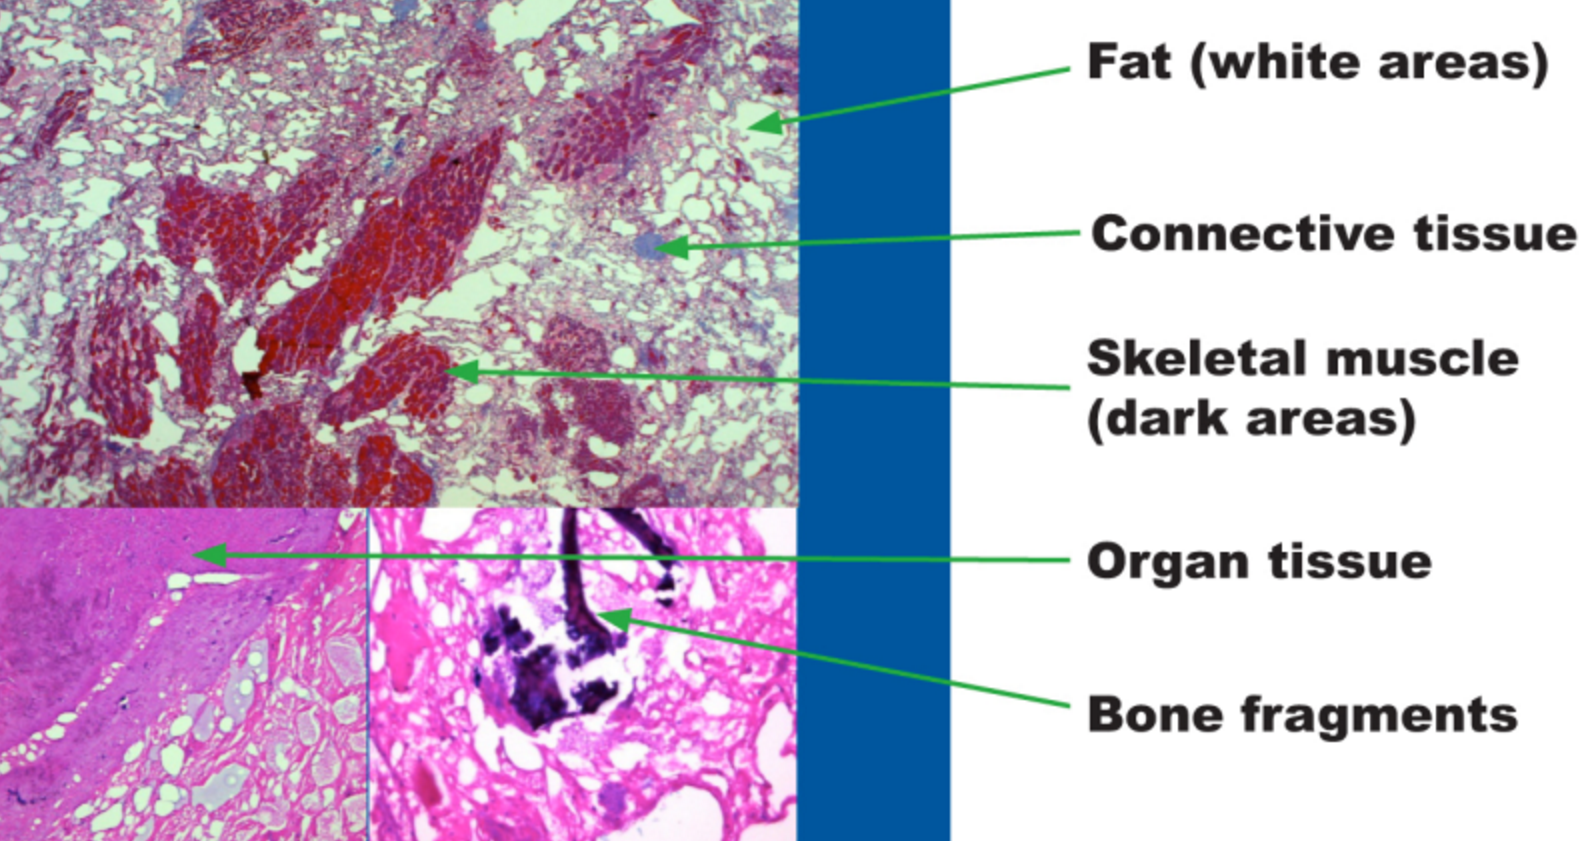 Fat (white areas)
Connective tissue
Skeletal muscle
(dark areas)
Organ tissue
Bone fragments